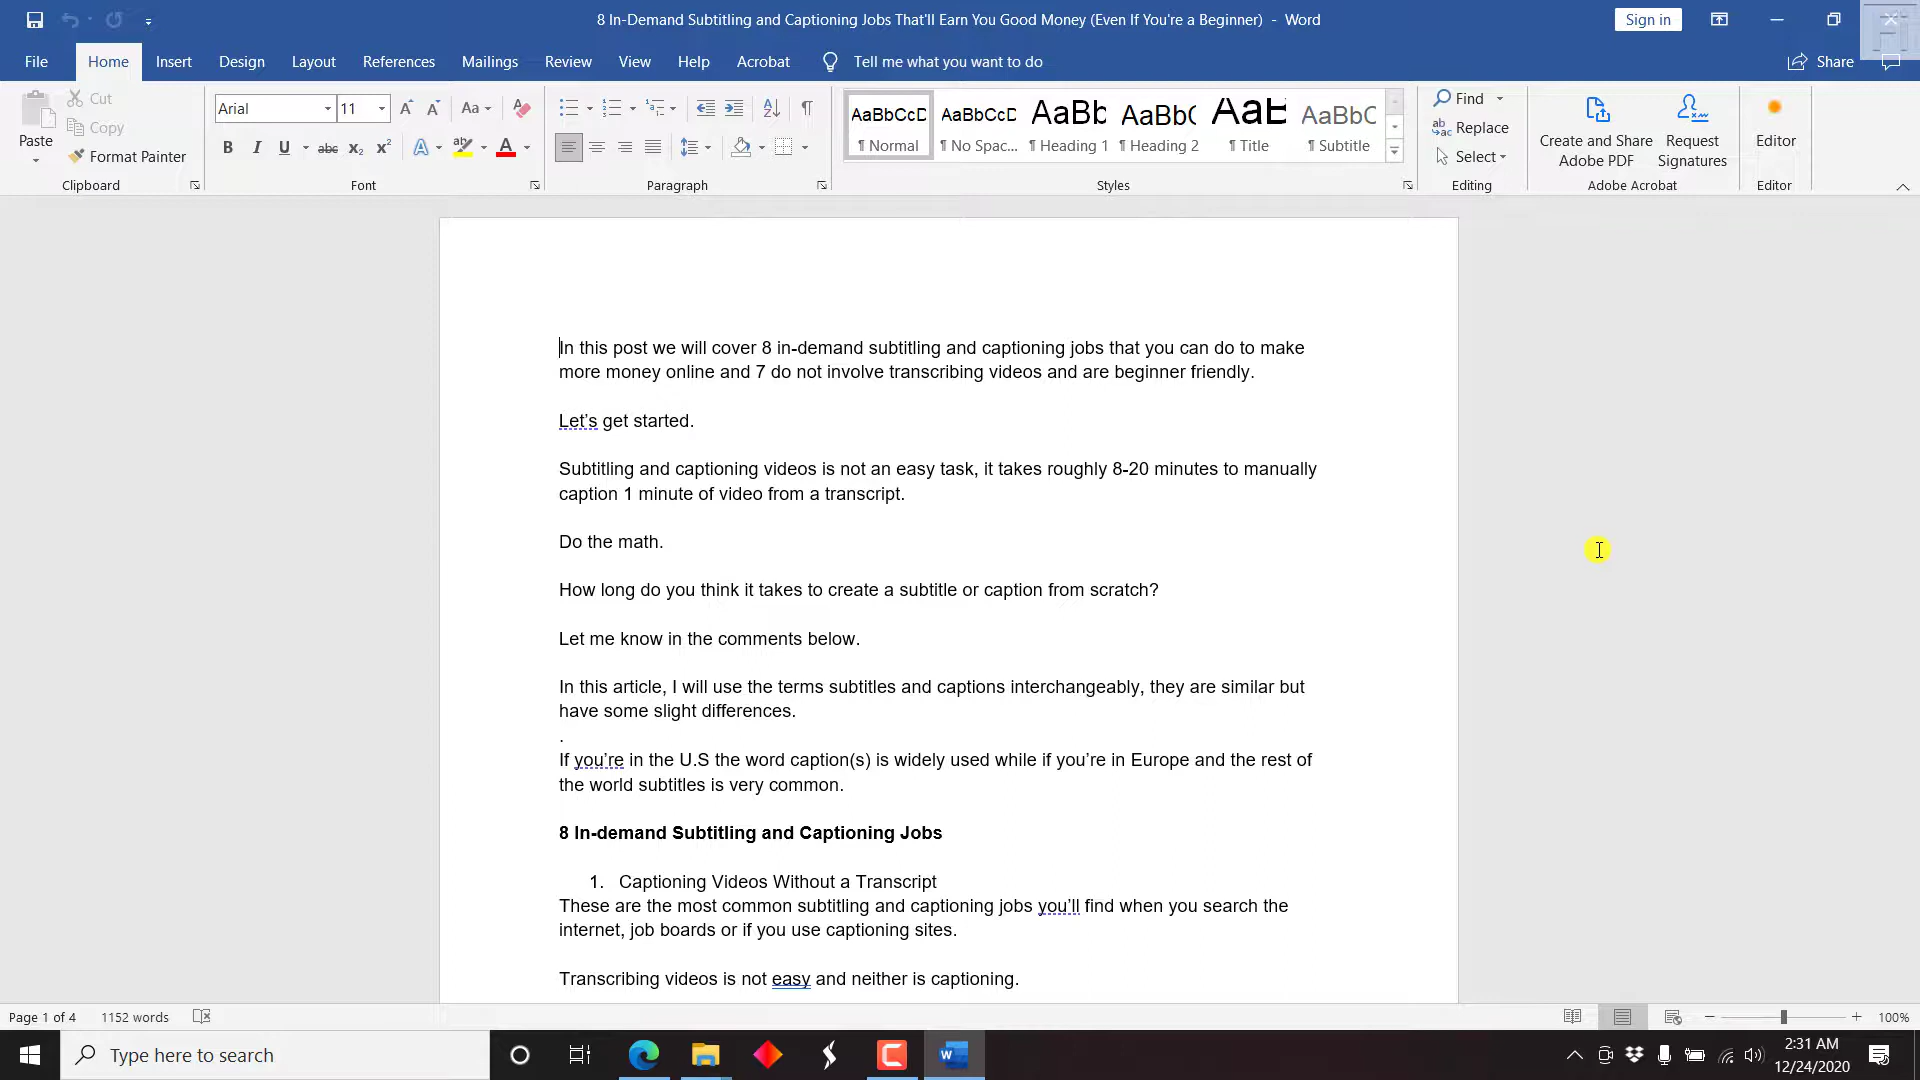 8 In-Demand Subtitling and Captioning Jobs That'll Earn You Good Money (Even If You're a Beginner) - Word
Sign in
File Home Insert Design Layout References Mailings Review View Help Acrobat Tell me what you want to do
Share
Paste
Cut
Copy
Format Painter
Clipboard
Arial 11
Aa
B I U abc x₂ x² A A
Font
Paragraph
AaBbCcD AaBbCcD AaBb AaBb( AaB AaBbC
¶ Normal ¶ No Spac... ¶ Heading 1 ¶ Heading 2 ¶ Title ¶ Subtitle
Styles
Find
Replace
Select
Editing
Create and Share
Adobe PDF
Request
Signatures
Adobe Acrobat
Editor
Editor
In this post we will cover 8 in-demand subtitling and captioning jobs that you can do to make
more money online and 7 do not involve transcribing videos and are beginner friendly.
Let’s get started.
Subtitling and captioning videos is not an easy task, it takes roughly 8-20 minutes to manually
caption 1 minute of video from a transcript.
Do the math.
How long do you think it takes to create a subtitle or caption from scratch?
Let me know in the comments below.
In this article, I will use the terms subtitles and captions interchangeably, they are similar but
have some slight differences.
.
If you’re in the U.S the word caption(s) is widely used while if you’re in Europe and the rest of
the world subtitles is very common.
8 In-demand Subtitling and Captioning Jobs
1. Captioning Videos Without a Transcript
These are the most common subtitling and captioning jobs you’ll find when you search the
internet, job boards or if you use captioning sites.
Transcribing videos is not easy and neither is captioning.
Page 1 of 4 1152 words
100%
Type here to search
2:31 AM
12/24/2020